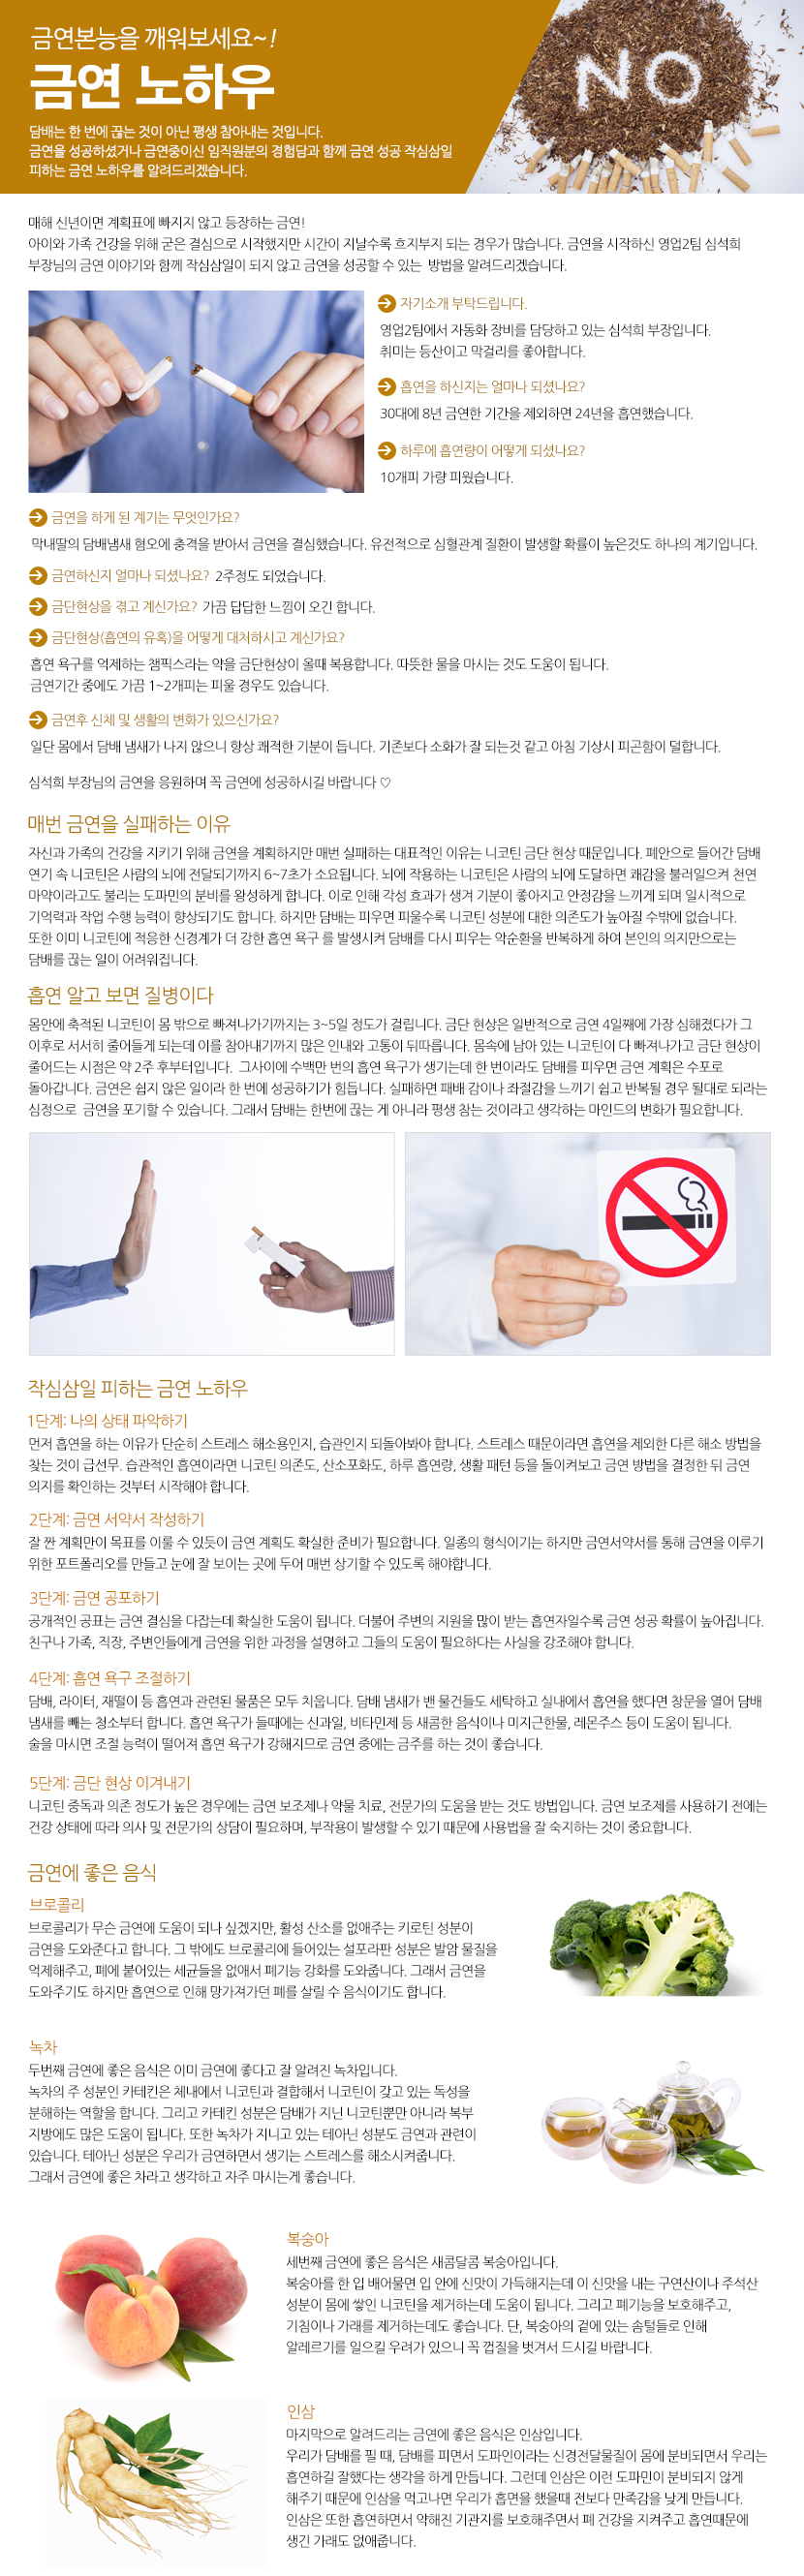 금연본능을 깨워보세요~!
금연 노하우
담배는 한 번에 끊는 것이 아닌 평생 참아내는 것입니다.
금연을 성공하셨거나 금연중이신 임직원분의 경험담과 함께 금연 성공 작심삼일
피하는 금연 노하우를 알려드리겠습니다.
NO
매해 신년이면 계획표에 빠지지 않고 등장하는 금연!
아이와 가족 건강을 위해 굳은 결심으로 시작했지만 시간이 지날수록 흐지부지 되는 경우가 많습니다. 금연을 시작하신 영업2팀 심석희
부장님의 금연 이야기와 함께 작심삼일이 되지 않고 금연을 성공할 수 있는 방법을 알려드리겠습니다.
자기소개 부탁드립니다.
영업2팀에서 자동화 장비를 담당하고 있는 심석희 부장입니다.
취미는 등산이고 막걸리를 좋아합니다.
흡연을 하신지는 얼마나 되셨나요?
30대에 8년 금연한 기간을 제외하면 24년을 흡연했습니다.
하루에 흡연량이 어떻게 되셨나요?
10개피 가량 피웠습니다.
금연을 하게 된 계기는 무엇인가요?
막내딸의 담배냄새 혐오에 충격을 받아서 금연을 결심했습니다. 유전적으로 심혈관계 질환이 발생할 확률이 높은것도 하나의 계기입니다.
금연하신지 얼마나 되셨나요? 2주정도 되었습니다.
금단현상을 겪고 계신가요? 가끔 답답한 느낌이 오긴 합니다.
금단현상(흡연의 유혹)을 어떻게 대처하시고 계신가요?
흡연 욕구를 억제하는 챔픽스라는 약을 금단현상이 올때 복용합니다. 따뜻한 물을 마시는 것도 도움이 됩니다.
금연기간 중에도 가끔 1~2개피는 피울 경우도 있습니다.
금연후 신체 및 생활의 변화가 있으신가요?
일단 몸에서 담배 냄새가 나지 않으니 항상 쾌적한 기분이 듭니다. 기존보다 소화가 잘 되는것 같고 아침 기상시 피곤함이 덜합니다.
심석희 부장님의 금연을 응원하며 꼭 금연에 성공하시길 바랍니다 ♡
매번 금연을 실패하는 이유
자신과 가족의 건강을 지키기 위해 금연을 계획하지만 매번 실패하는 대표적인 이유는 니코틴 금단 현상 때문입니다. 폐안으로 들어간 담배
연기 속 니코틴은 사람의 뇌에 전달되기까지 6~7초가 소요됩니다. 뇌에 작용하는 니코틴은 사람의 뇌에 도달하면 쾌감을 불러일으켜 천연
마약이라고도 불리는 도파민의 분비를 왕성하게 합니다. 이로 인해 각성 효과가 생겨 기분이 좋아지고 안정감을 느끼게 되며 일시적으로
기억력과 작업 수행 능력이 향상되기도 합니다. 하지만 담배는 피우면 피울수록 니코틴 성분에 대한 의존도가 높아질 수밖에 없습니다.
또한 이미 니코틴에 적응한 신경계가 더 강한 흡연 욕구 를 발생시켜 담배를 다시 피우는 악순환을 반복하게 하여 본인의 의지만으로는
담배를 끊는 일이 어려워집니다.
흡연 알고 보면 질병이다
몸안에 축적된 니코틴이 몸 밖으로 빠져나가기까지는 3~5일 정도가 걸립니다. 금단 현상은 일반적으로 금연 4일째에 가장 심해졌다가 그
이후로 서서히 줄어들게 되는데 이를 참아내기까지 많은 인내와 고통이 뒤따릅니다. 몸속에 남아 있는 니코틴이 다 빠져나가고 금단 현상이
줄어드는 시점은 약 2주 후부터입니다. 그사이에 수백만 번의 흡연 욕구가 생기는데 한 번이라도 담배를 피우면 금연 계획은 수포로
돌아갑니다. 금연은 쉽지 않은 일이라 한 번에 성공하기가 힘듭니다. 실패하면 패배 감이나 좌절감을 느끼기 쉽고 반복될 경우 될대로 되라는
심정으로 금연을 포기할 수 있습니다. 그래서 담배는 한번에 끊는 게 아니라 평생 참는 것이라고 생각하는 마인드의 변화가 필요합니다.
작심삼일 피하는 금연 노하우
1단계: 나의 상태 파악하기
먼저 흡연을 하는 이유가 단순히 스트레스 해소용인지, 습관인지 되돌아봐야 합니다. 스트레스 때문이라면 흡연을 제외한 다른 해소 방법을
찾는 것이 급선무. 습관적인 흡연이라면 니코틴 의존도, 산소포화도, 하루 흡연량, 생활 패턴 등을 돌이켜보고 금연 방법을 결정한 뒤 금연
의지를 확인하는 것부터 시작해야 합니다.
2단계: 금연 서약서 작성하기
잘 짠 계획만이 목표를 이룰 수 있듯이 금연 계획도 확실한 준비가 필요합니다. 일종의 형식이기는 하지만 금연서약서를 통해 금연을 이루기
위한 포트폴리오를 만들고 눈에 잘 보이는 곳에 두어 매번 상기할 수 있도록 해야합니다.
3단계: 금연 공포하기
공개적인 공표는 금연 결심을 다잡는데 확실한 도움이 됩니다. 더불어 주변의 지원을 많이 받는 흡연자일수록 금연 성공 확률이 높아집니다.
친구나 가족, 직장, 주변인들에게 금연을 위한 과정을 설명하고 그들의 도움이 필요하다는 사실을 강조해야 합니다.
4단계: 흡연 욕구 조절하기
담배, 라이터, 재떨이 등 흡연과 관련된 물품은 모두 치웁니다. 담배 냄새가 밴 물건들도 세탁하고 실내에서 흡연을 했다면 창문을 열어 담배
냄새를 빼는 청소부터 합니다. 흡연 욕구가 들때에는 신과일, 비타민제 등 새콤한 음식이나 미지근한물, 레몬주스 등이 도움이 됩니다.
술을 마시면 조절 능력이 떨어져 흡연 욕구가 강해지므로 금연 중에는 금주를 하는 것이 좋습니다.
5단계: 금단 현상 이겨내기
니코틴 중독과 의존 정도가 높은 경우에는 금연 보조제나 약물 치료, 전문가의 도움을 받는 것도 방법입니다. 금연 보조제를 사용하기 전에는
건강 상태에 따라 의사 및 전문가의 상담이 필요하며, 부작용이 발생할 수 있기 때문에 사용법을 잘 숙지하는 것이 중요합니다.
금연에 좋은 음식
브로콜리
브로콜리가 무슨 금연에 도움이 되나 싶겠지만, 활성 산소를 없애주는 키로틴 성분이
금연을 도와준다고 합니다. 그 밖에도 브로콜리에 들어있는 설포라판 성분은 발암 물질을
억제해주고, 폐에 붙어있는 세균들을 없애서 폐기능 강화를 도와줍니다. 그래서 금연을
도와주기도 하지만 흡연으로 인해 망가져가던 폐를 살릴 수 음식이기도 합니다.
녹차
두번째 금연에 좋은 음식은 이미 금연에 좋다고 잘 알려진 녹차입니다.
녹차의 주 성분인 카테킨은 체내에서 니코틴과 결합해서 니코틴이 갖고 있는 독성을
분해하는 역할을 합니다. 그리고 카테킨 성분은 담배가 지닌 니코틴뿐만 아니라 복부
지방에도 많은 도움이 됩니다. 또한 녹차가 지니고 있는 테아닌 성분도 금연과 관련이
있습니다. 테아닌 성분은 우리가 금연하면서 생기는 스트레스를 해소시켜줍니다.
그래서 금연에 좋은 차라고 생각하고 자주 마시는게 좋습니다.
복숭아
세번째 금연에 좋은 음식은 새콤달콤 복숭아입니다.
복숭아를 한 입 배어물면 입 안에 신맛이 가득해지는데 이 신맛을 내는 구연산이나 주석산
성분이 몸에 쌓인 니코틴을 제거하는데 도움이 됩니다. 그리고 폐기능을 보호해주고,
기침이나 가래를 제거하는데도 좋습니다. 단, 복숭아의 겉에 있는 솜털들로 인해
알레르기를 일으킬 우려가 있으니 꼭 껍질을 벗겨서 드시길 바랍니다.
인삼
마지막으로 알려드리는 금연에 좋은 음식은 인삼입니다.
우리가 담배를 필 때, 담배를 피면서 도파인이라는 신경전달물질이 몸에 분비되면서 우리는
흡연하길 잘했다는 생각을 하게 만듭니다. 그런데 인삼은 이런 도파민이 분비되지 않게
해주기 때문에 인삼을 먹고나면 우리가 흡면을 했을때 전보다 만족감을 낮게 만듭니다.
인삼은 또한 흡연하면서 약해진 기관지를 보호해주면서 폐 건강을 지켜주고 흡연때문에
생긴 가래도 없애줍니다.